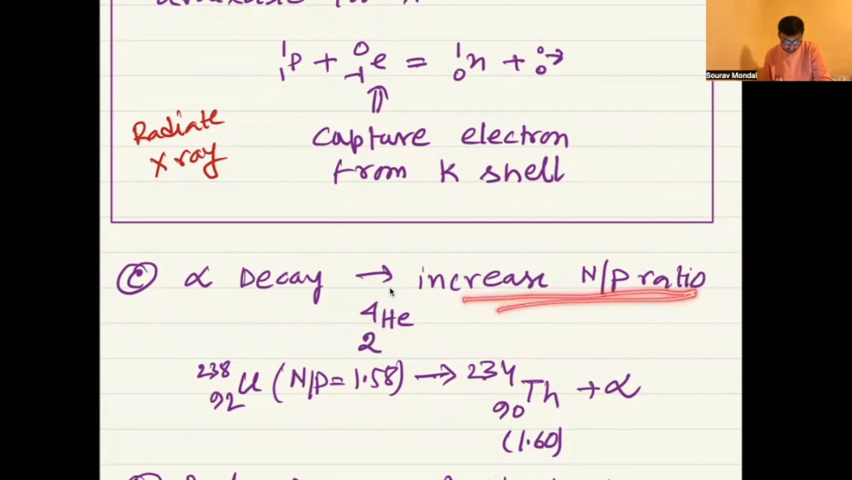 ¹₁P + ⁰₋₁e = ¹₀n + ⁰₀ν
Sourav Mondal
Radiate
X ray
Capture electron
from K shell
Ⓒ α Decay → increase N/P ratio
⁴₂He
²³⁸₉₂U (N/P = 1.58) → ²³⁴₉₀Th + α
(1.60)